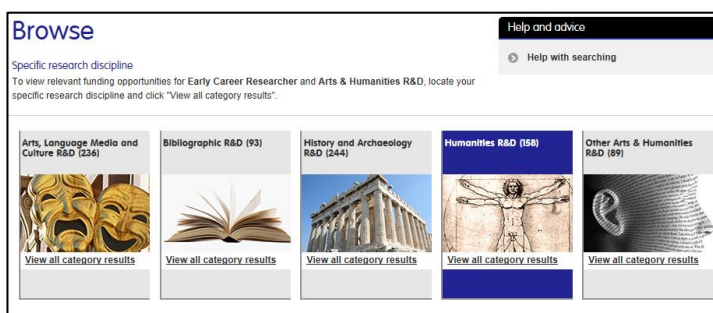 Browse
Help and advice
Help with searching
Specific research discipline
To view relevant funding opportunities for Early Career Researcher and Arts & Humanities R&D, locate your
specific research discipline and click "View all category results".
Arts, Language Media and
Culture R&D (236)
View all category results
Bibliographic R&D (93)
View all category results
History and Archaeology
R&D (244)
View all category results
Humanities R&D (158)
View all category results
Other Arts & Humanities
R&D (89)
View all category results